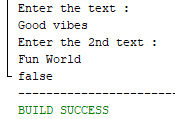 Enter the text :
Good vibes
Enter the 2nd text :
Fun World
false
------------------------
BUILD SUCCESS